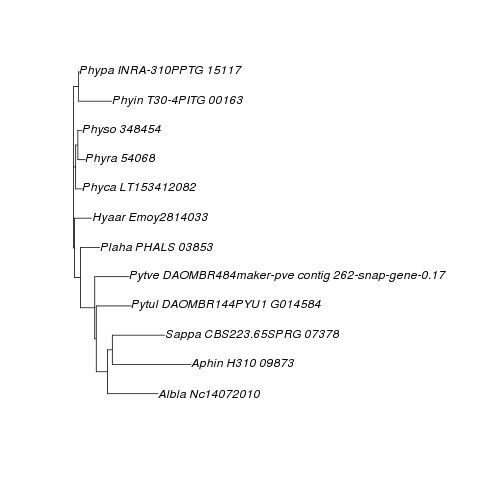 Phypa INRA-310PPTG 15117
Phyin T30-4PITG 00163
Physo 348454
Phyra 54068
Phyca LT153412082
Hyaar Emoy2814033
Plaha PHALS 03853
Pytve DAOMBR484maker-pve contig 262-snap-gene-0.17
Pytul DAOMBR144PYU1 G014584
Sappa CBS223.65SPRG 07378
Aphin H310 09873
Albla Nc14072010